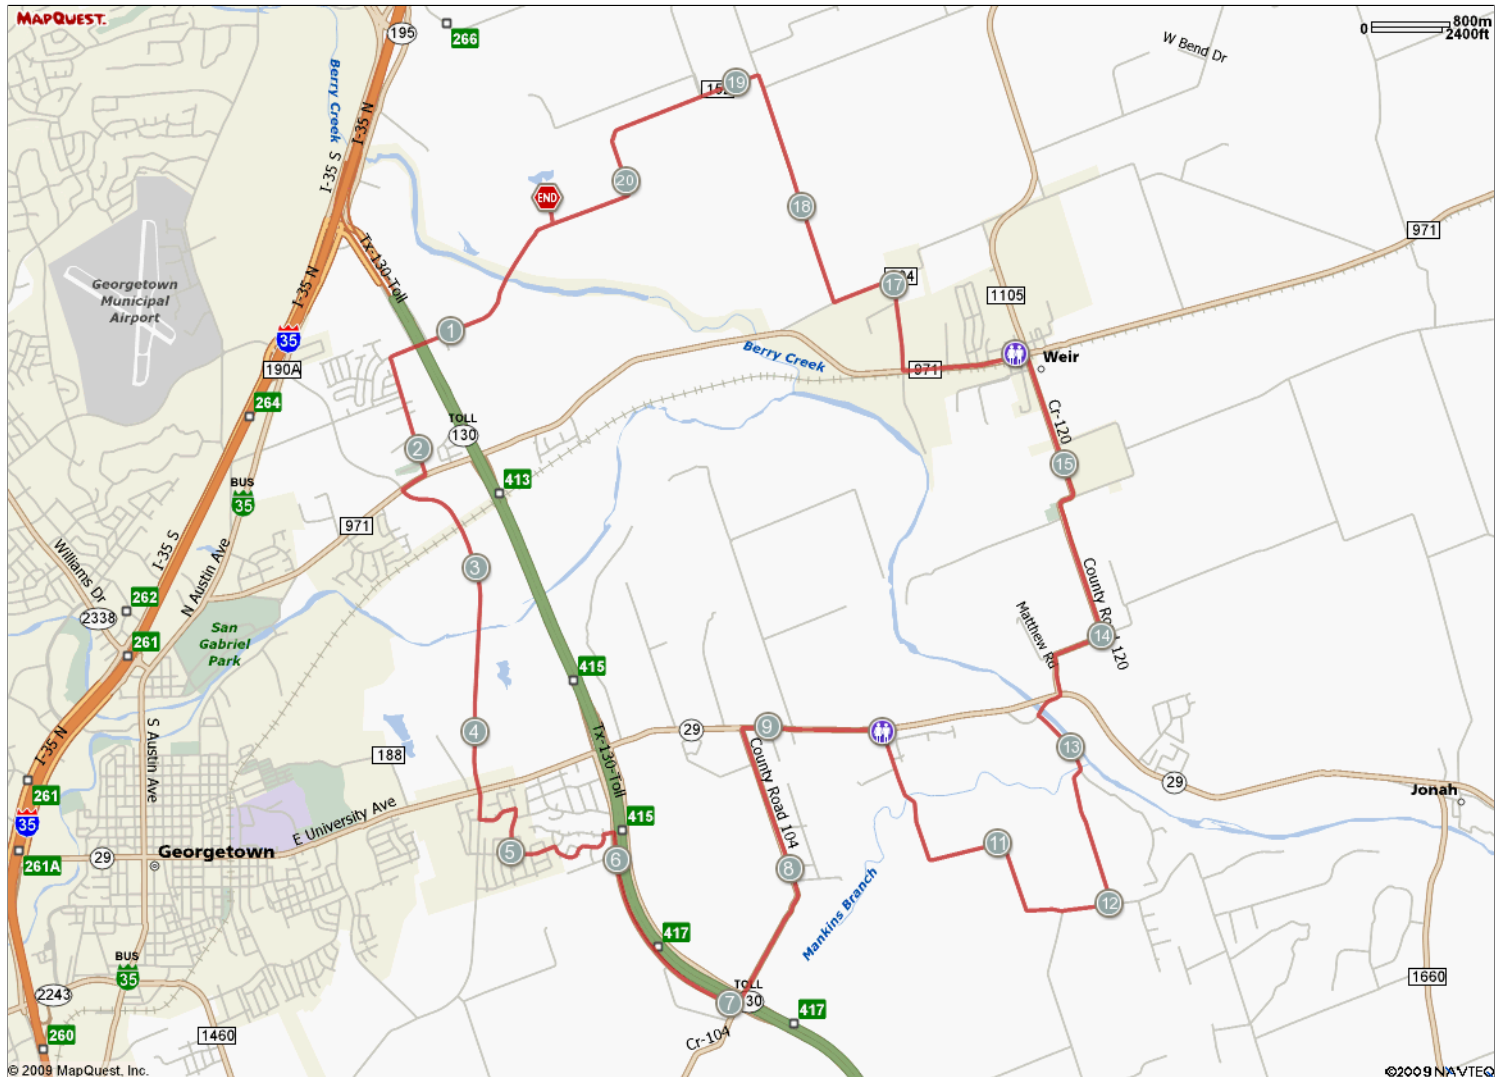 MAPQUEST.
800m
0
2400ft
195
266
W Bend Dr
Berry Creek
I-35 N
I-35 S
19
20
END
18
Tx-130-Toll
971
Georgetown
Municipal
Airport
I-35 N
17
1105
1
35
190A
Berry Creek
Weir
971
264
TOLL
130
Cr-120
2
15
413
BUS
35
971
I-35 S
N Austin Ave
Williams Dr
3
County Road 120
262
2338
San
Gabriel
Park
261
14
Matthew Rd
415
S Austin Ave
I-35 N
4
29
9
Tx-130-Toll
County Road 104
188
13
29
Jonah
261
35
E University Ave
415
Georgetown
29
261A
5
6
8
11
12
Mankins Branch
417
BUS
35
TOLL
7
30
417
2243
1660
1460
260
Cr-104
© 2009 MapQuest, Inc.
©2009 NAVTEQ